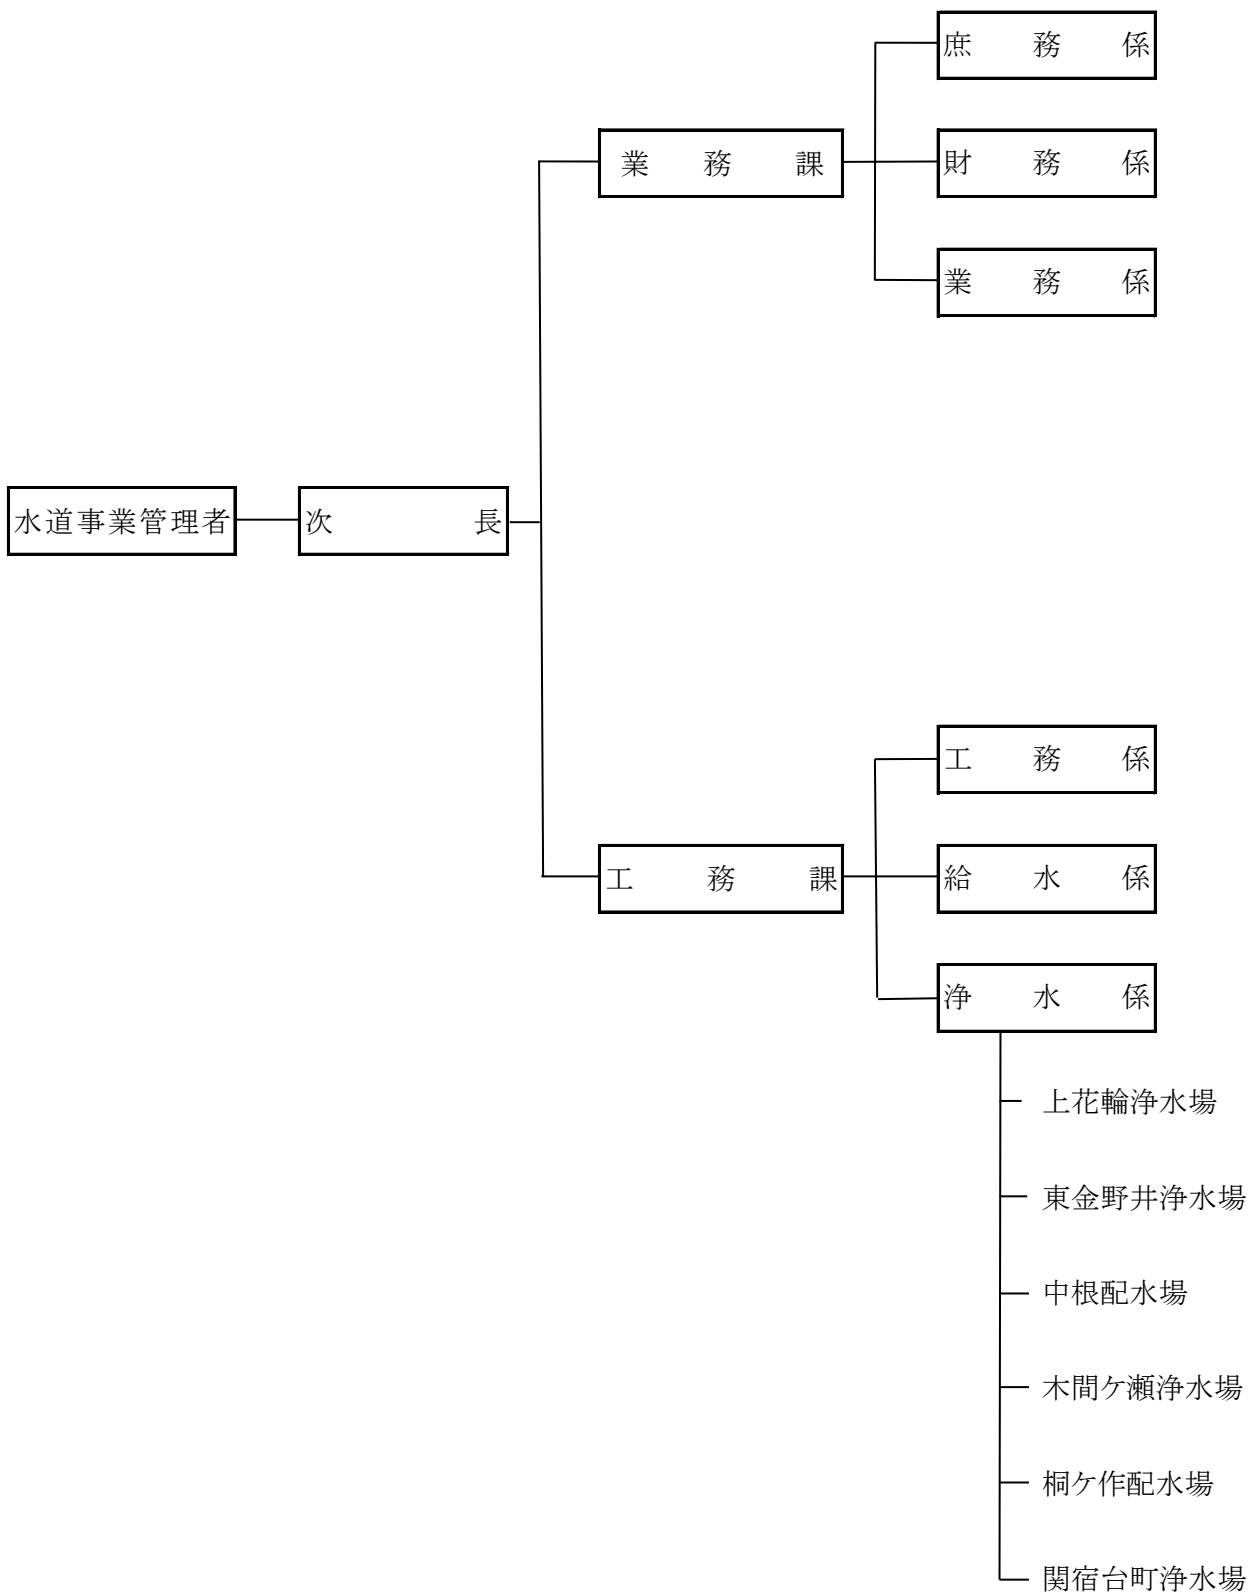 庶務係
業務課
財務係
業務係
水道事業管理者
次長
工務係
工務課
給水係
浄水係
上花輪浄水場
東金野井浄水場
中根配水場
木間ケ瀬浄水場
桐ケ作配水場
関宿台町浄水場